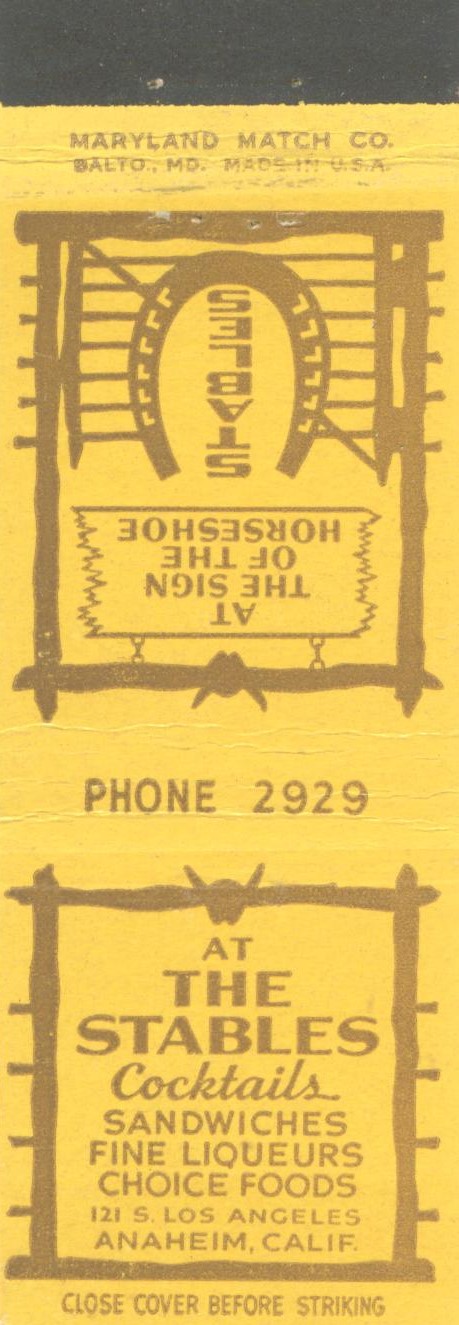 MARYLAND MATCH CO.
BALTO., MD. MADE IN U.S.A.
STABLES
AT
THE SIGN
OF THE
HORSESHOE
PHONE 2929
AT
THE
STABLES
Cocktails
SANDWICHES
FINE LIQUEURS
CHOICE FOODS
121 S. LOS ANGELES
ANAHEIM, CALIF.
CLOSE COVER BEFORE STRIKING